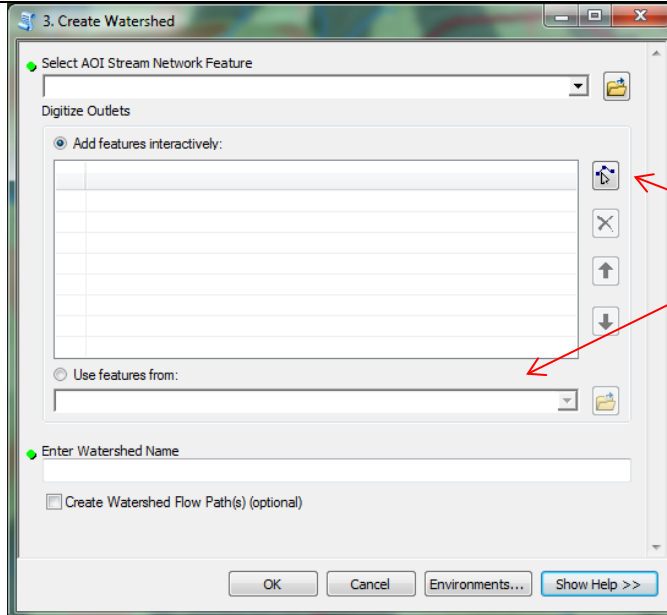 3. Create Watershed
Select AOI Stream Network Feature
Digitize Outlets
Add features interactively:
Use features from:
Enter Watershed Name
Create Watershed Flow Path(s) (optional)
OK Cancel Environments... Show Help >>